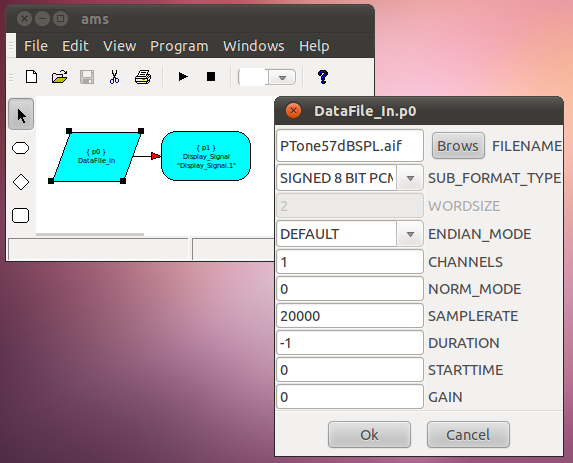 ams
File Edit View Program Windows Help
{ p0 }
DataFile_In
{ p1 }
Display_Signal
"Display_Signal.1"
DataFile_In.p0
PTone57dBSPL.aif Brows FILENAME
SIGNED 8 BIT PCM SUB_FORMAT_TYPE
2 WORDSIZE
DEFAULT ENDIAN_MODE
1 CHANNELS
0 NORM_MODE
20000 SAMPLERATE
-1 DURATION
0 STARTTIME
0 GAIN
Ok Cancel